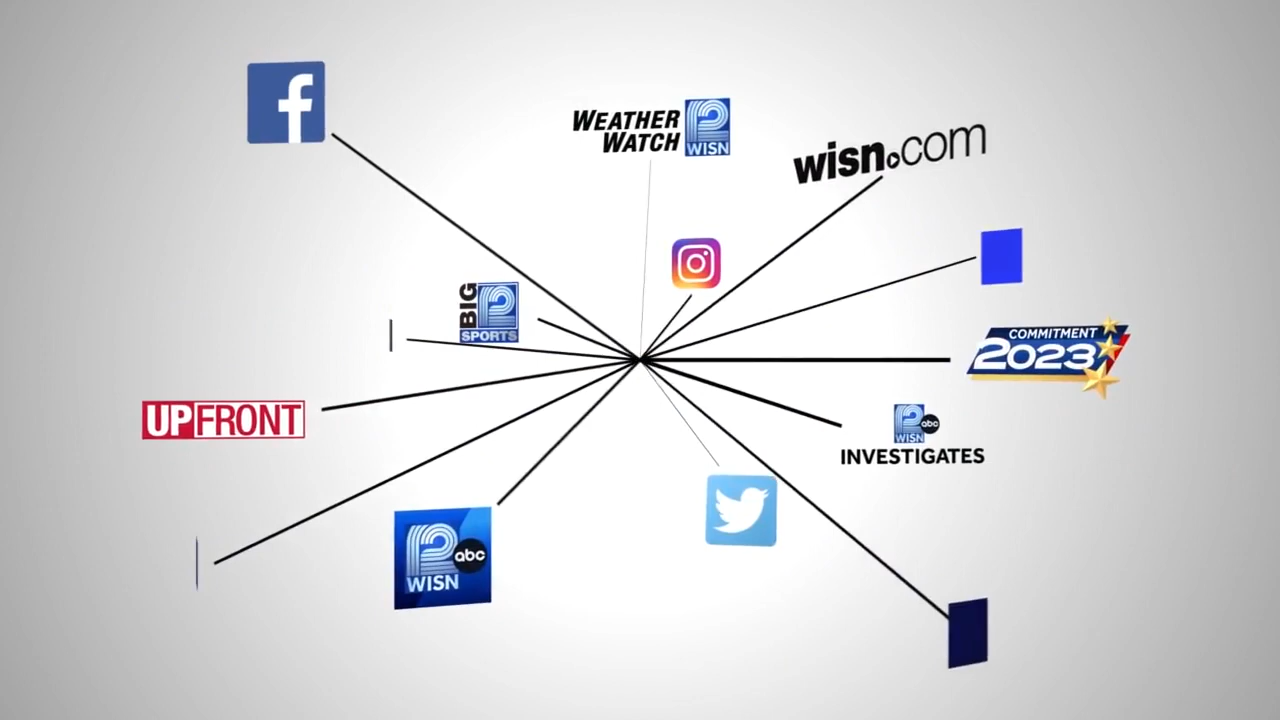 f
WEATHER
WATCH
12
WISN
wisn.com
BIG
12
SPORTS
COMMITMENT
2023
UPFRONT
12
abc
WISN
INVESTIGATES
12
abc
WISN